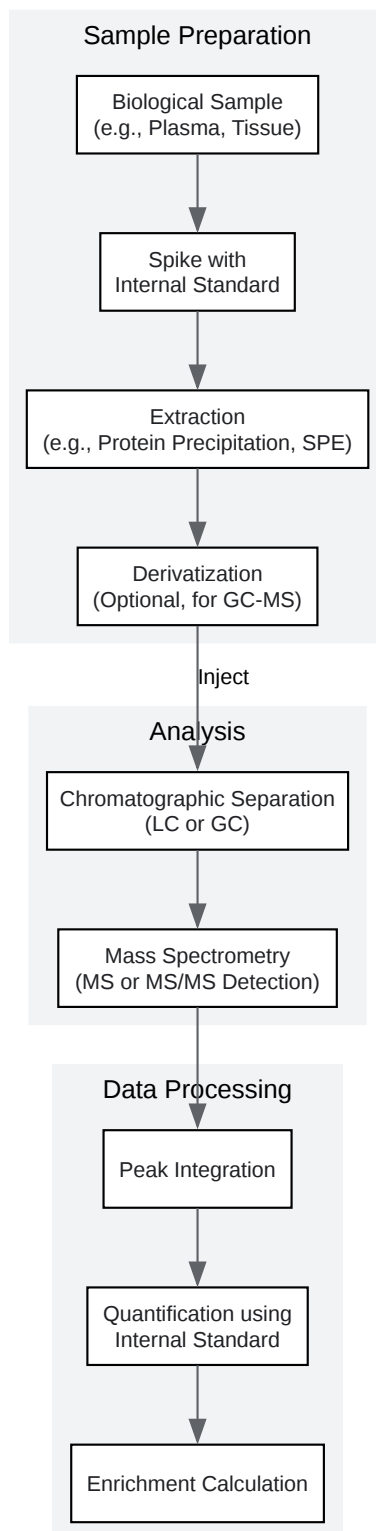 Sample Preparation
Biological Sample
(e.g., Plasma, Tissue)
Spike with
Internal Standard
Extraction
(e.g., Protein Precipitation, SPE)
Derivatization
(Optional, for GC-MS)
Inject
Analysis
Chromatographic Separation
(LC or GC)
Mass Spectrometry
(MS or MS/MS Detection)
Data Processing
Peak Integration
Quantification using
Internal Standard
Enrichment Calculation